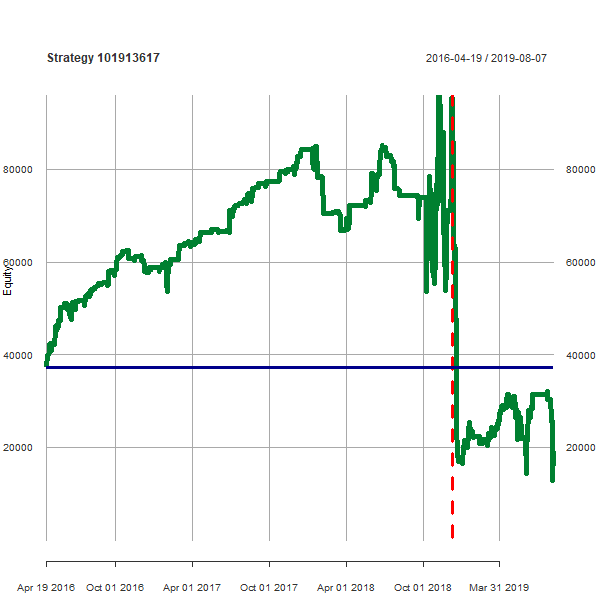 Strategy 101913617
2016-04-19 / 2019-08-07
80000 80000
60000 60000
Equity
40000 40000
20000 20000
Apr 19 2016 Oct 01 2016 Apr 01 2017 Oct 01 2017 Apr 01 2018 Oct 01 2018 Mar 31 2019